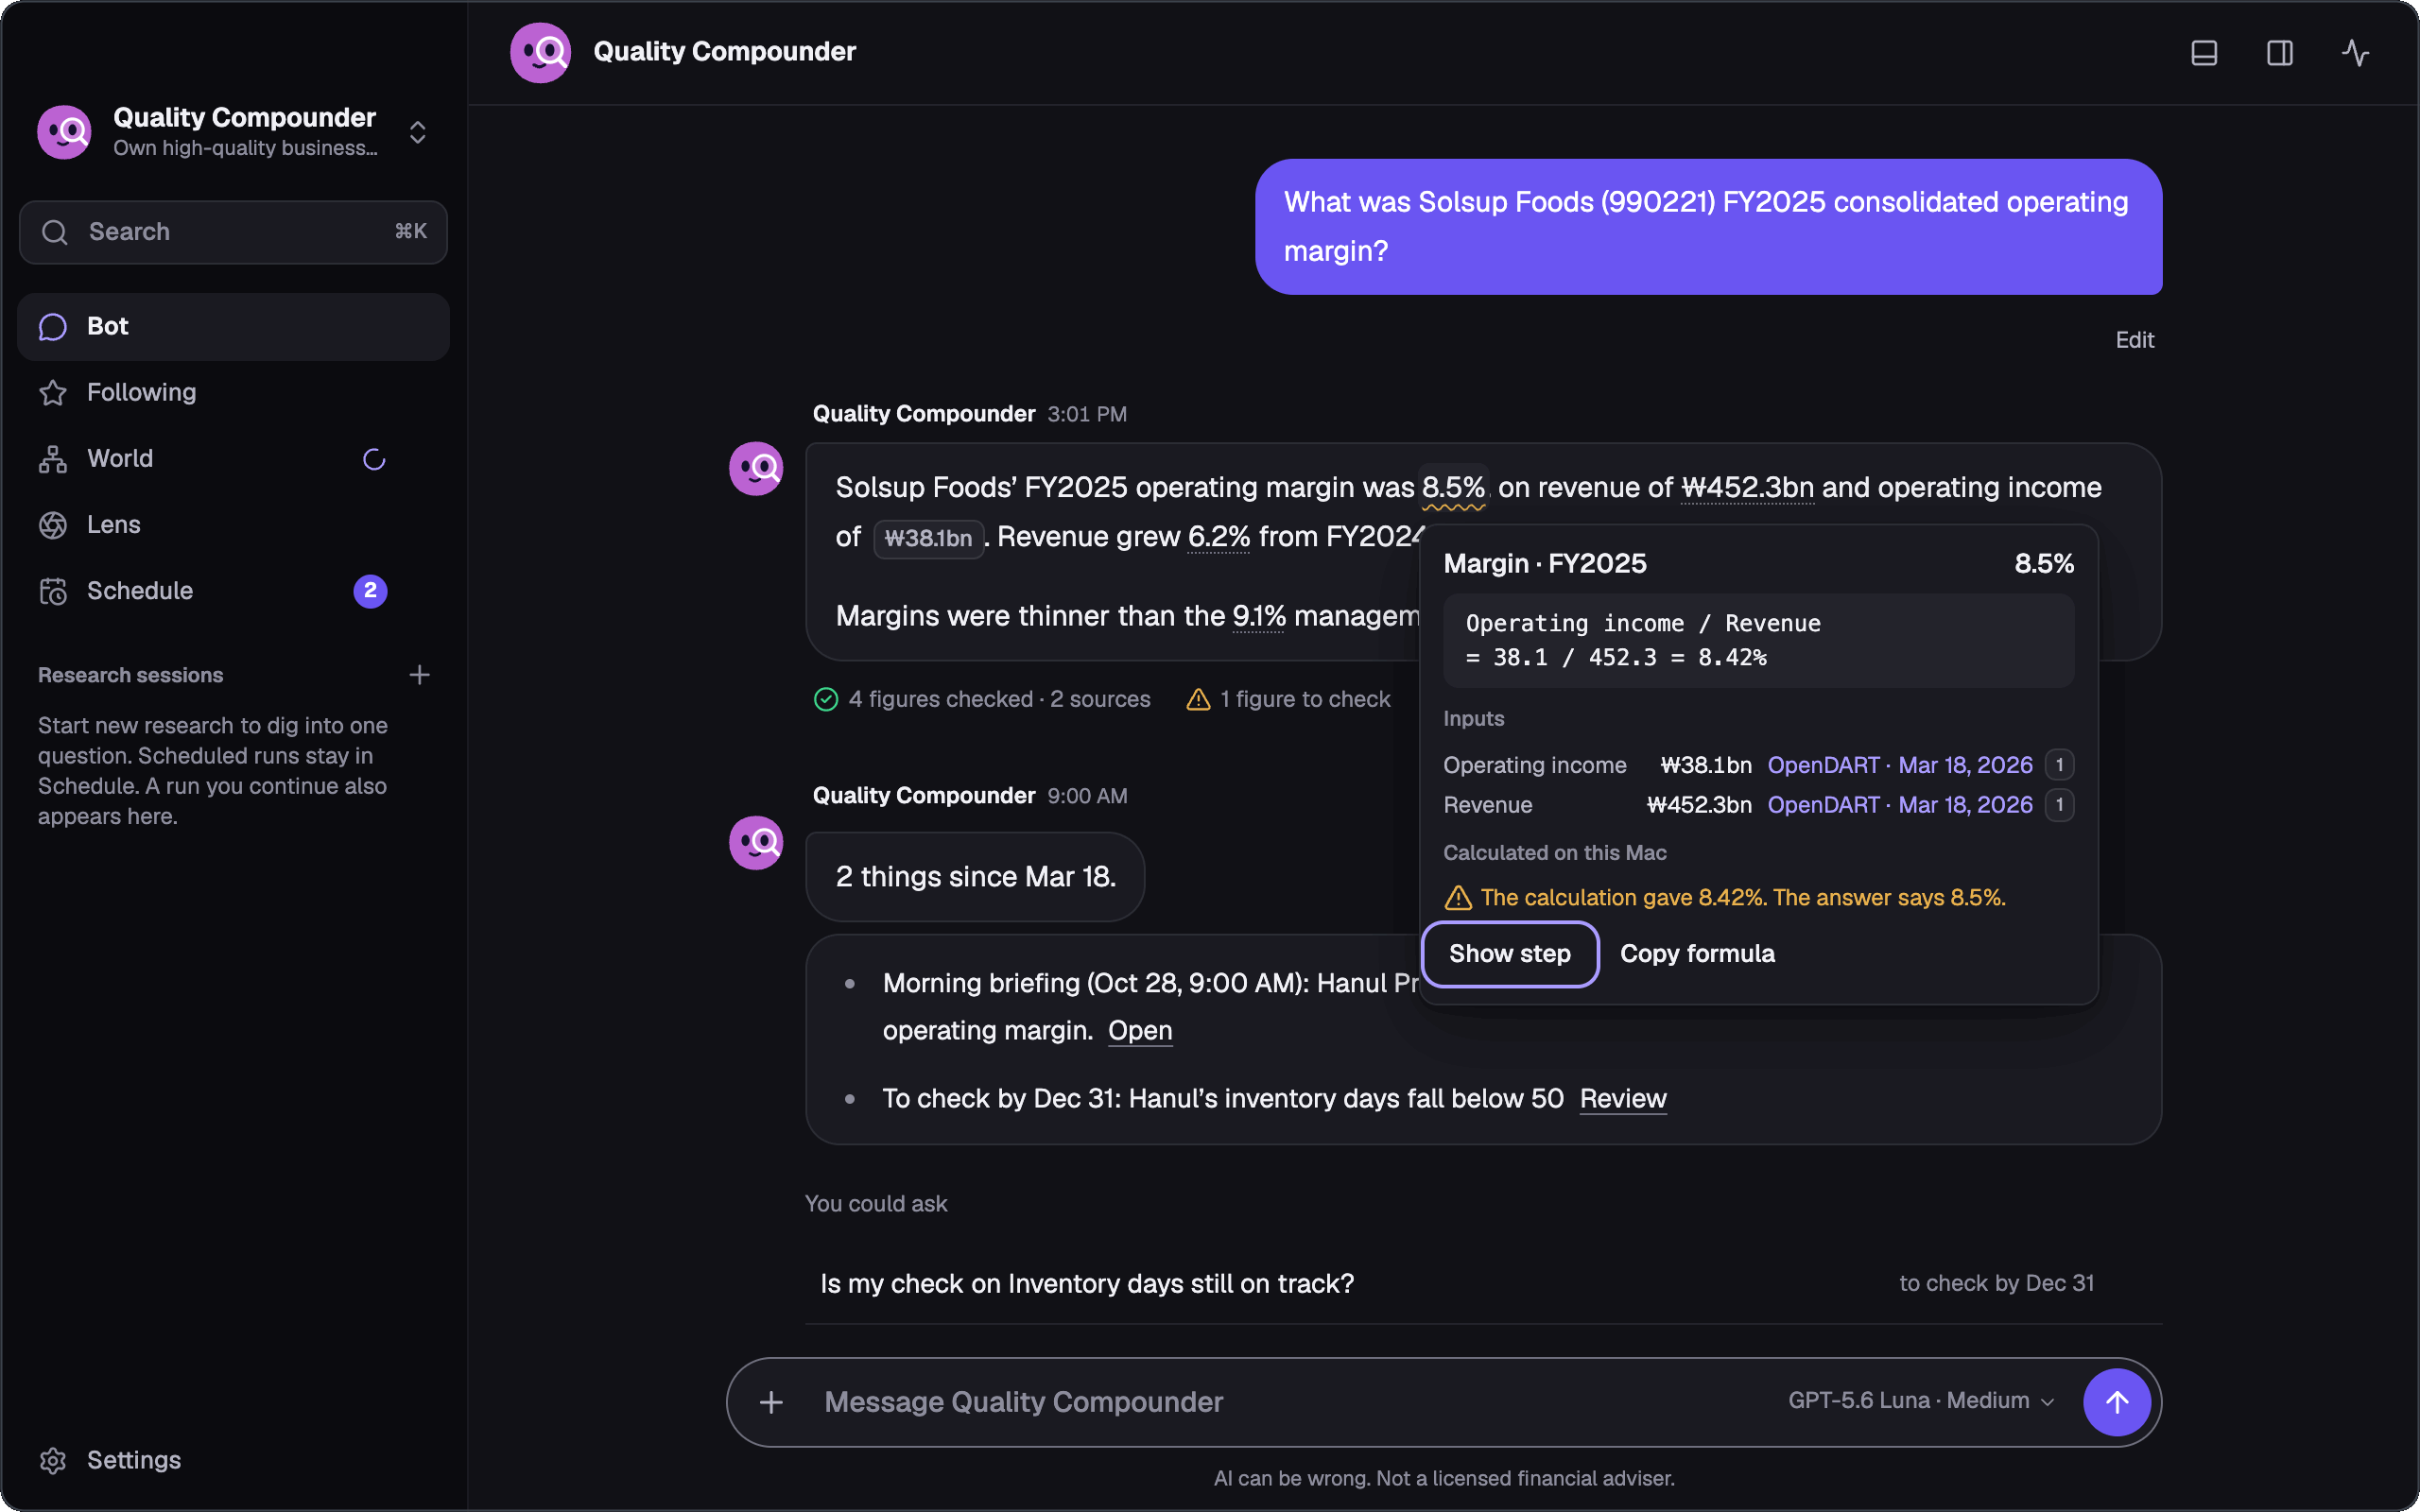 Quality Compounder
Own high-quality business...
Search ⌘K
Bot
Following
World
Lens
Schedule 2
Research sessions
Start new research to dig into one
question. Scheduled runs stay in
Schedule. A run you continue also
appears here.
Settings
Quality Compounder
What was Solsup Foods (990221) FY2025 consolidated operating
margin?
Edit
Quality Compounder 3:01 PM
Solsup Foods’ FY2025 operating margin was 8.5%, on revenue of ₩452.3bn and operating income
of ₩38.1bn. Revenue grew 6.2% from FY2024
Margins were thinner than the 9.1% managem
4 figures checked · 2 sources 1 figure to check
Margin · FY2025 8.5%
Operating income / Revenue
= 38.1 / 452.3 = 8.42%
Inputs
Operating income ₩38.1bn OpenDART · Mar 18, 2026 1
Revenue ₩452.3bn OpenDART · Mar 18, 2026 1
Calculated on this Mac
The calculation gave 8.42%. The answer says 8.5%.
Show step Copy formula
Quality Compounder 9:00 AM
2 things since Mar 18.
Morning briefing (Oct 28, 9:00 AM): Hanul Pr
operating margin. Open
To check by Dec 31: Hanul’s inventory days fall below 50 Review
You could ask
Is my check on Inventory days still on track? to check by Dec 31
Message Quality Compounder GPT-5.6 Luna · Medium
AI can be wrong. Not a licensed financial adviser.